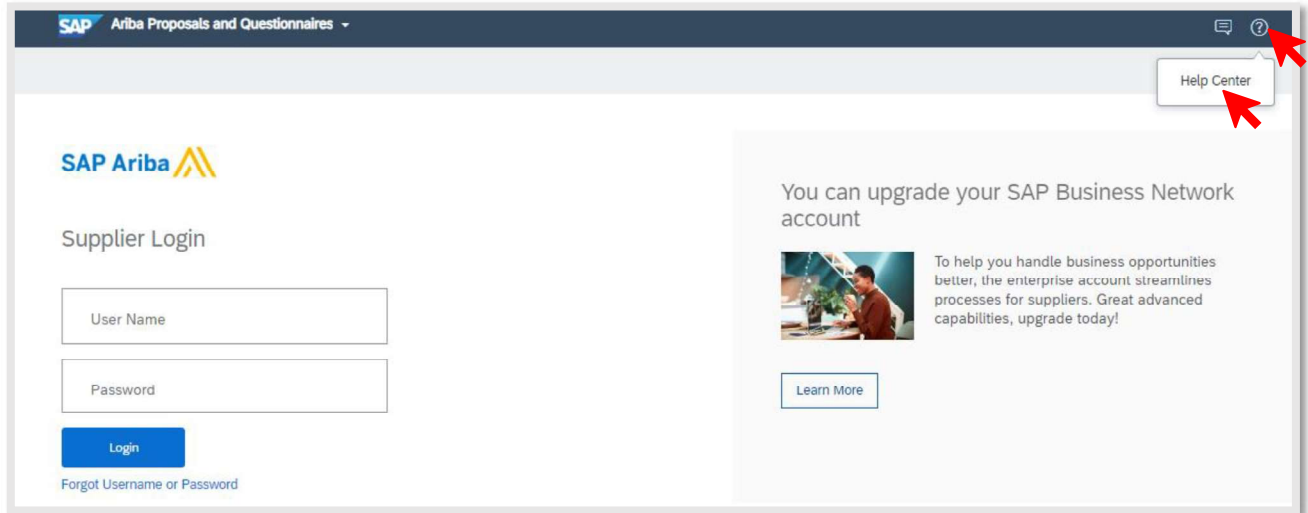 SAP Ariba Proposals and Questionnaires
Help Center
SAP Ariba
Supplier Login
User Name
Password
Login
Forgot Username or Password
You can upgrade your SAP Business Network
account
To help you handle business opportunities
better, the enterprise account streamlines
processes for suppliers. Great advanced
capabilities, upgrade today!
Learn More